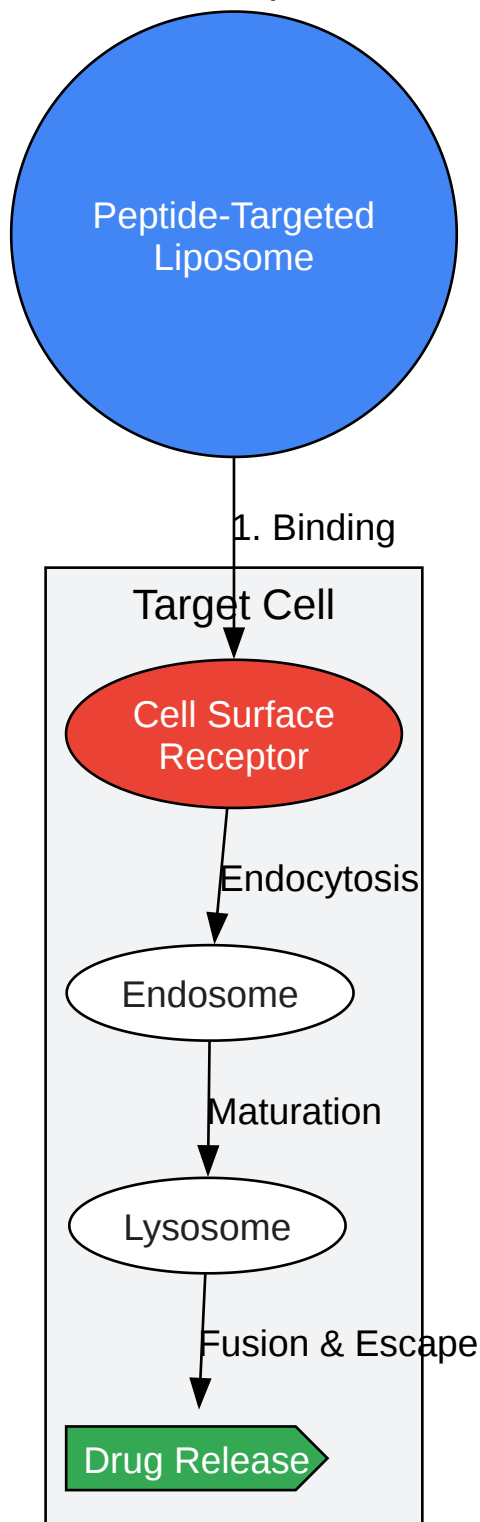 Peptide-Targeted
Liposome
1. Binding
Target Cell
Cell Surface
Receptor
Endocytosis
Endosome
Maturation
Lysosome
Fusion & Escape
Drug Release